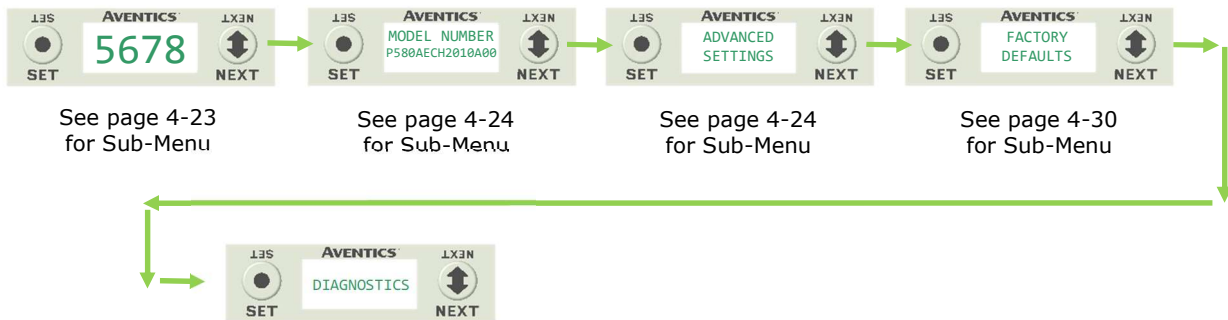 SET AVENTICS NEXT
5678
SET NEXT
SET AVENTICS NEXT
MODEL NUMBER
P580AECH2010A00
SET NEXT
SET AVENTICS NEXT
ADVANCED
SETTINGS
SET NEXT
SET AVENTICS NEXT
FACTORY
DEFAULTS
SET NEXT
See page 4-23
for Sub-Menu
See page 4-24
for Sub-Menu
See page 4-24
for Sub-Menu
See page 4-30
for Sub-Menu
SET AVENTICS NEXT
DIAGNOSTICS
SET NEXT